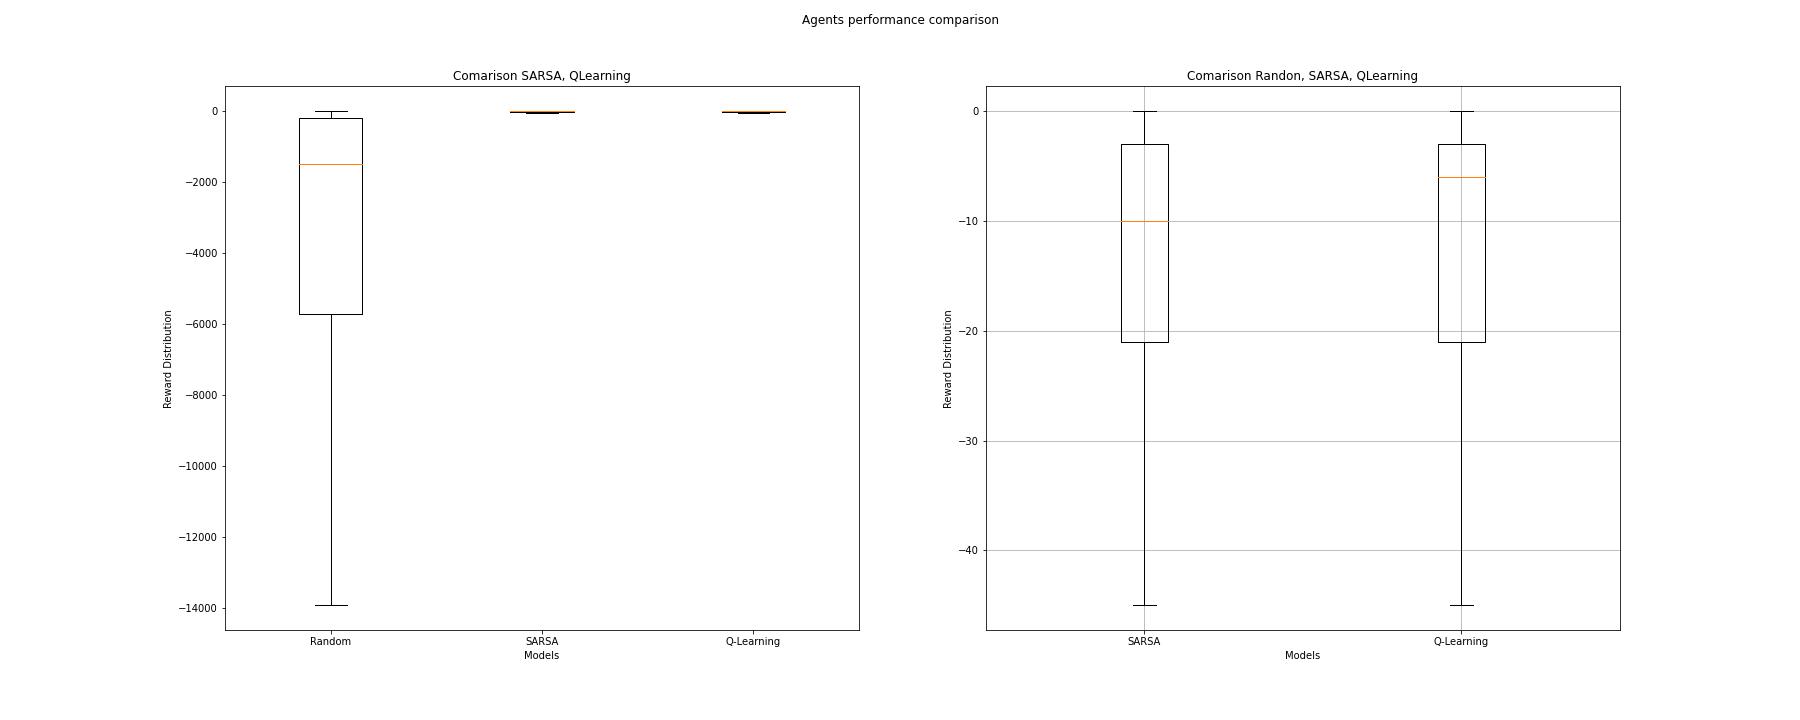 Agents performance comparison
Comarison SARSA, QLearning
0
−2000
−4000
−6000
−8000
−10000
−12000
−14000
Reward Distribution
Random
SARSA
Q-Learning
Models
Comarison Randon, SARSA, QLearning
0
−10
−20
−30
−40
Reward Distribution
SARSA
Q-Learning
Models